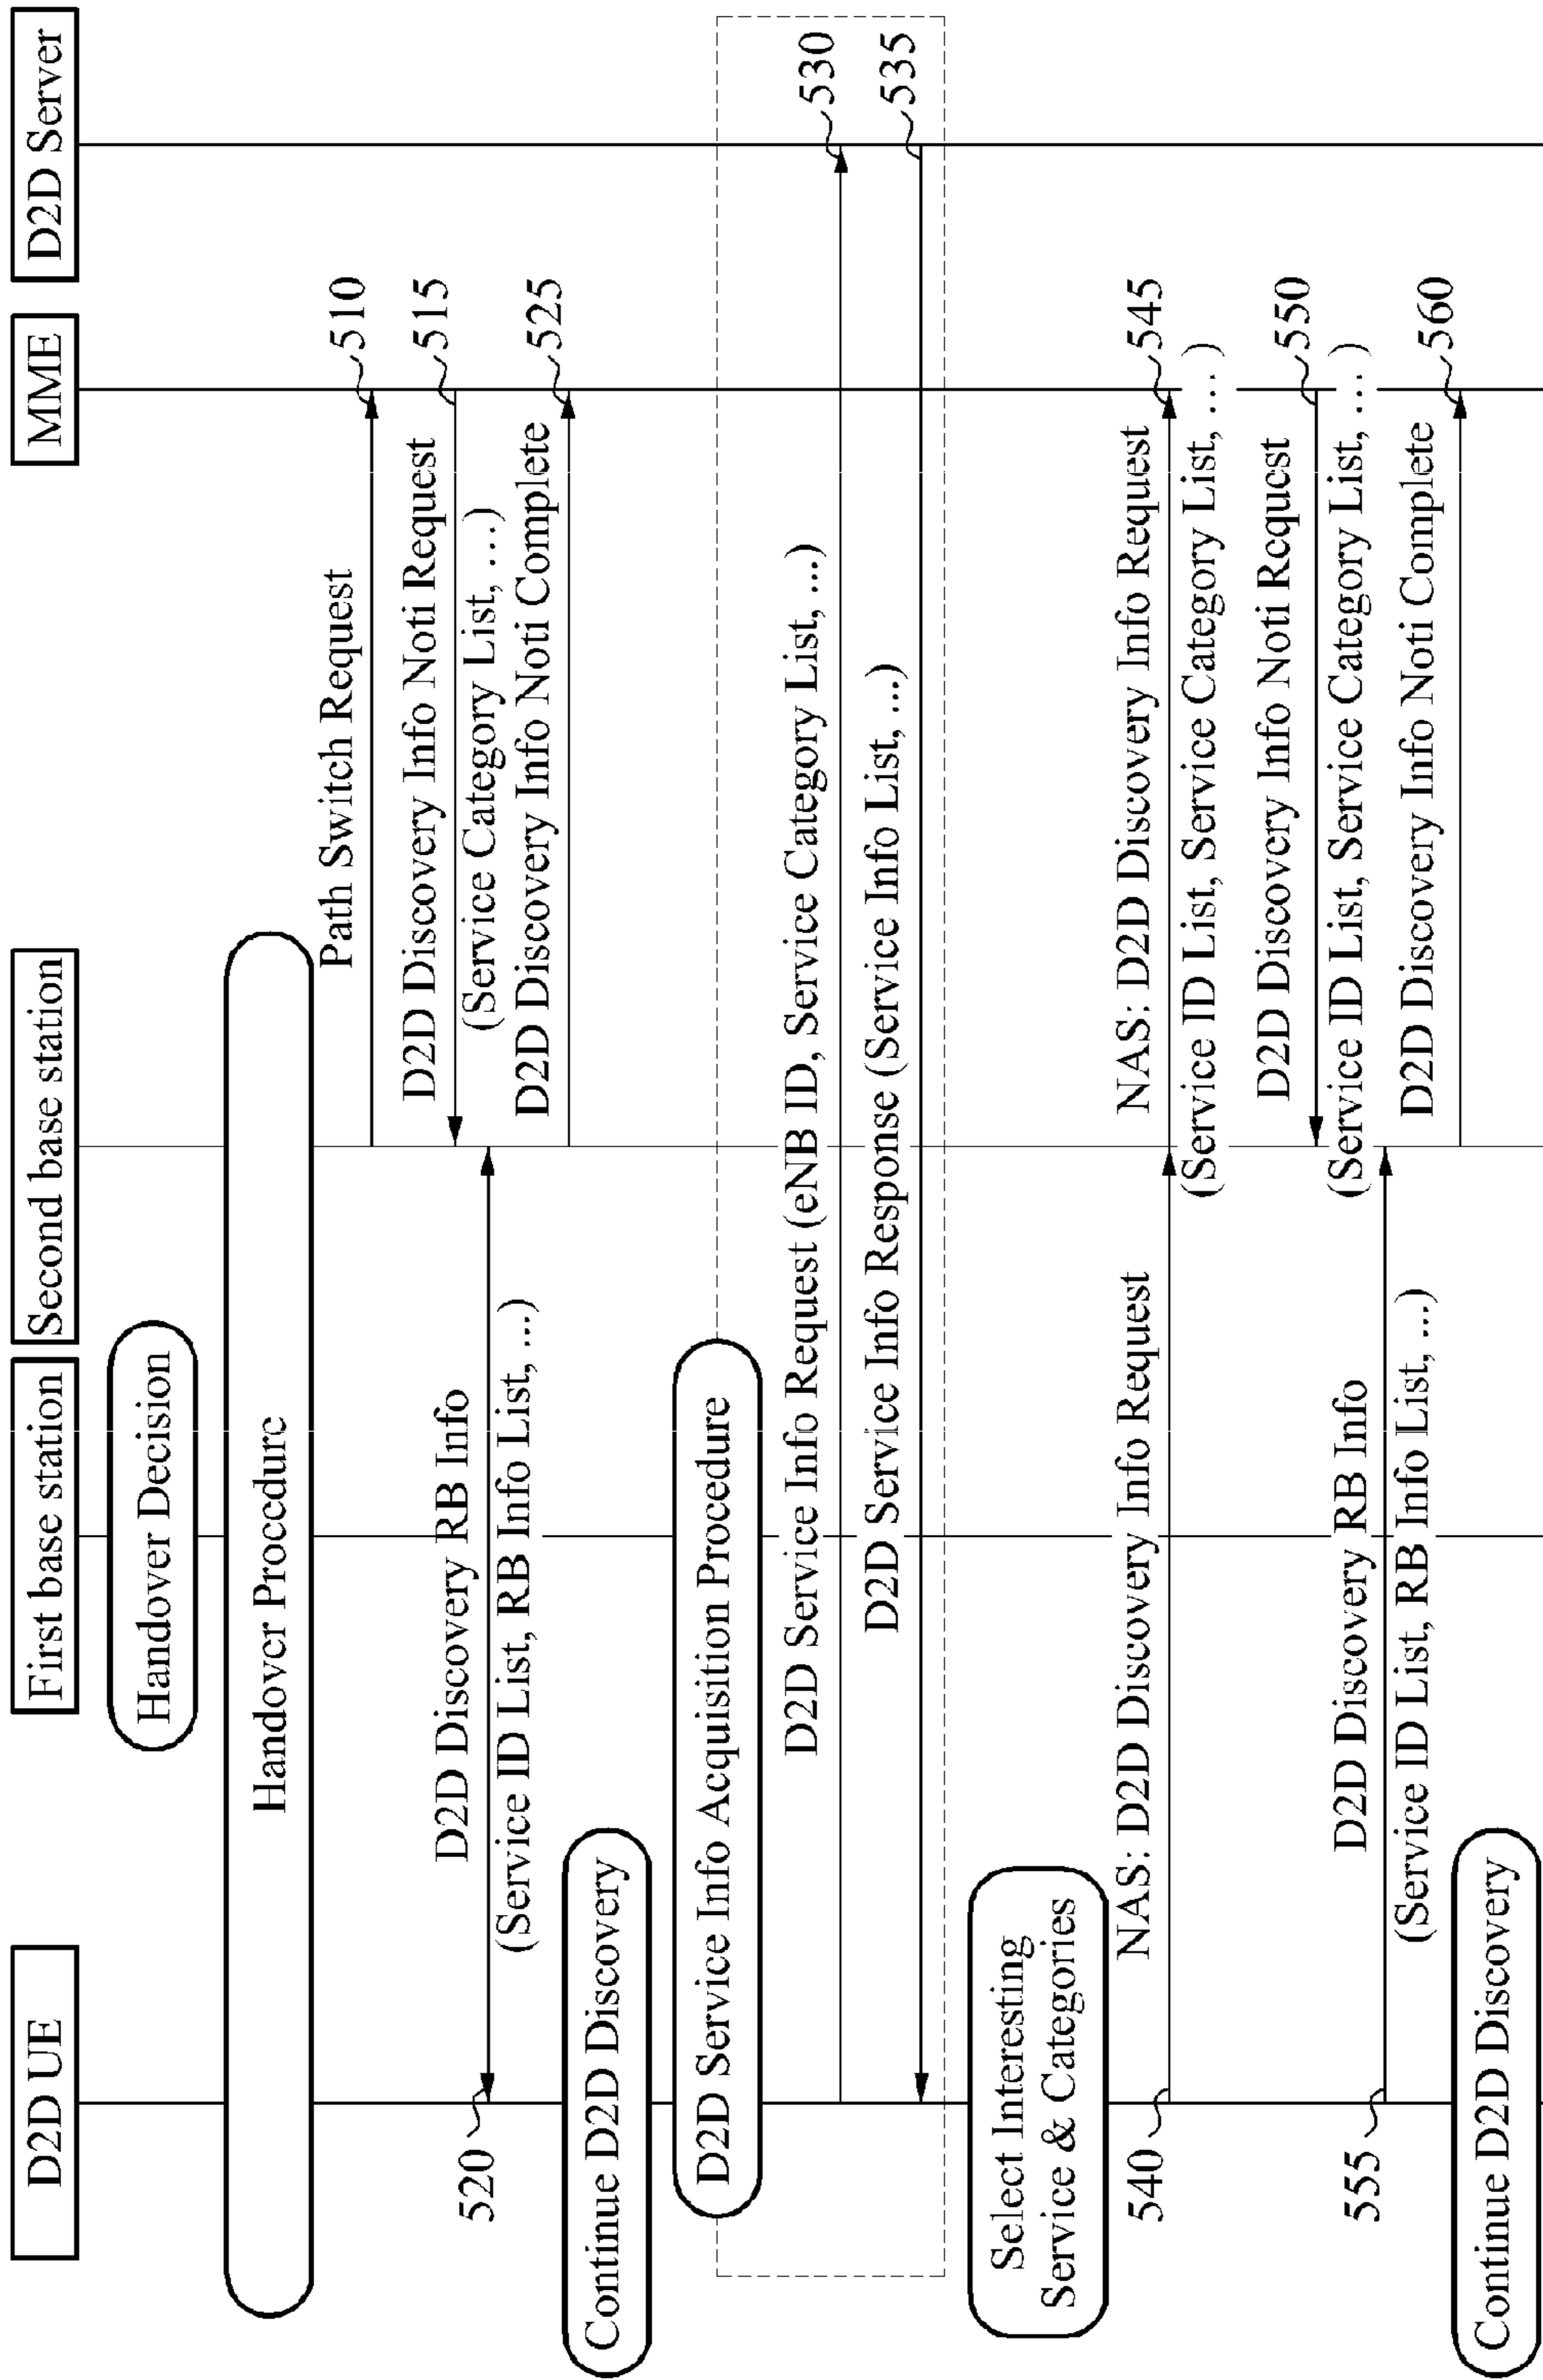 D2D UE
First base station
Second base station
MME
D2D Server
Handover Decision
Handover Procedure
Path Switch Request
510
D2D Discovery Info Noti Request
515
(Service Category List, ...)
D2D Discovery RB Info
520
(Service ID List, RB Info List, ...)
D2D Discovery Info Noti Complete
525
Continue D2D Discovery
D2D Service Info Acquisition Procedure
D2D Service Info Request (eNB ID, Service Category List, ...)
530
D2D Service Info Response (Service Info List, ...)
535
Select Interesting
Service & Categories
NAS: D2D Discovery Info Request
540
NAS: D2D Discovery Info Request
545
(Service ID List, Service Category List, ...)
D2D Discovery Info Noti Request
550
(Service ID List, Service Category List, ...)
D2D Discovery RB Info
555
(Service ID List, RB Info List, ...)
D2D Discovery Info Noti Complete
560
Continue D2D Discovery